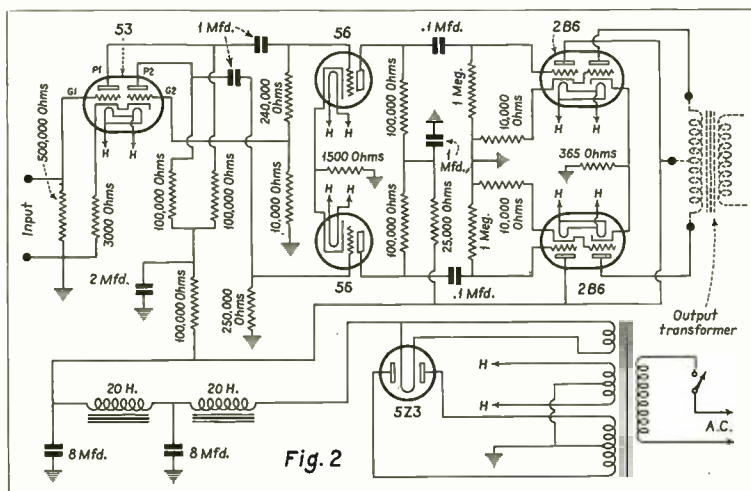 53
1 Mfd.
56
.1 Mfd.
2B6
P1
P2
G1
G2
H
H
500,000 Ohms
Input
3000 Ohms
100,000 Ohms
100,000 Ohms
2 Mfd.
100,000 Ohms
250,000 Ohms
240,000 Ohms
10,000 Ohms
H
H
1500 Ohms
H
H
56
100,000 Ohms
100,000 Ohms
1
Mfd.
25,000 Ohms
1 Meg.
1 Meg.
.1 Mfd.
10,000
Ohms
10,000
Ohms
H
H
365 Ohms
H
H
2B6
Output
transformer
20 H.
20 H.
8 Mfd.
8 Mfd.
Fig. 2
5Z3
H
H
A.C.